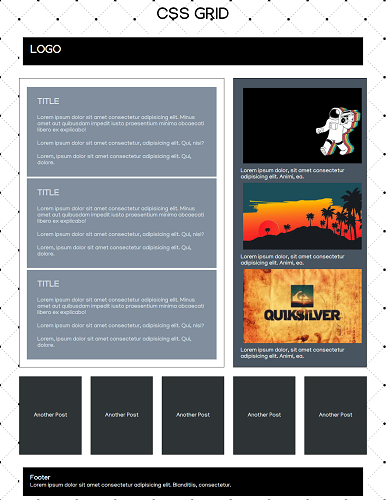 CSS GRID
LOGO
TITLE
Lorem ipsum dolor sit amet consectetur adipisicing elit. Minus
amet aut quibusdam impedit iusto praesentium minima obcaecati
libero ex explicabo!
Lorem ipsum, dolor sit amet consectetur adipisicing elit. Qui, nisi?
Lorem, ipsum dolor sit amet consectetur adipisicing elit. Qui,
dolore.
TITLE
Lorem ipsum dolor sit amet consectetur adipisicing elit. Minus
amet aut quibusdam impedit iusto praesentium minima obcaecati
libero ex explicabo!
Lorem ipsum, dolor sit amet consectetur adipisicing elit. Qui, nisi?
Lorem, ipsum dolor sit amet consectetur adipisicing elit. Qui,
dolore.
TITLE
Lorem ipsum dolor sit amet consectetur adipisicing elit. Minus
amet aut quibusdam impedit iusto praesentium minima obcaecati
libero ex explicabo!
Lorem ipsum, dolor sit amet consectetur adipisicing elit. Qui, nisi?
Lorem, ipsum dolor sit amet consectetur adipisicing elit. Qui,
dolore.
Lorem ipsum dolor, sit amet consectetur
adipisicing elit. Animi, ea.
Lorem ipsum dolor, sit amet consectetur
adipisicing elit. Animi, ea.
QUIKSILVER
Lorem ipsum dolor, sit amet consectetur
adipisicing elit. Animi, ea.
Another Post
Another Post
Another Post
Another Post
Another Post
Footer
Lorem ipsum dolor sit amet consectetur adipisicing elit. Blanditiis, consectetur.